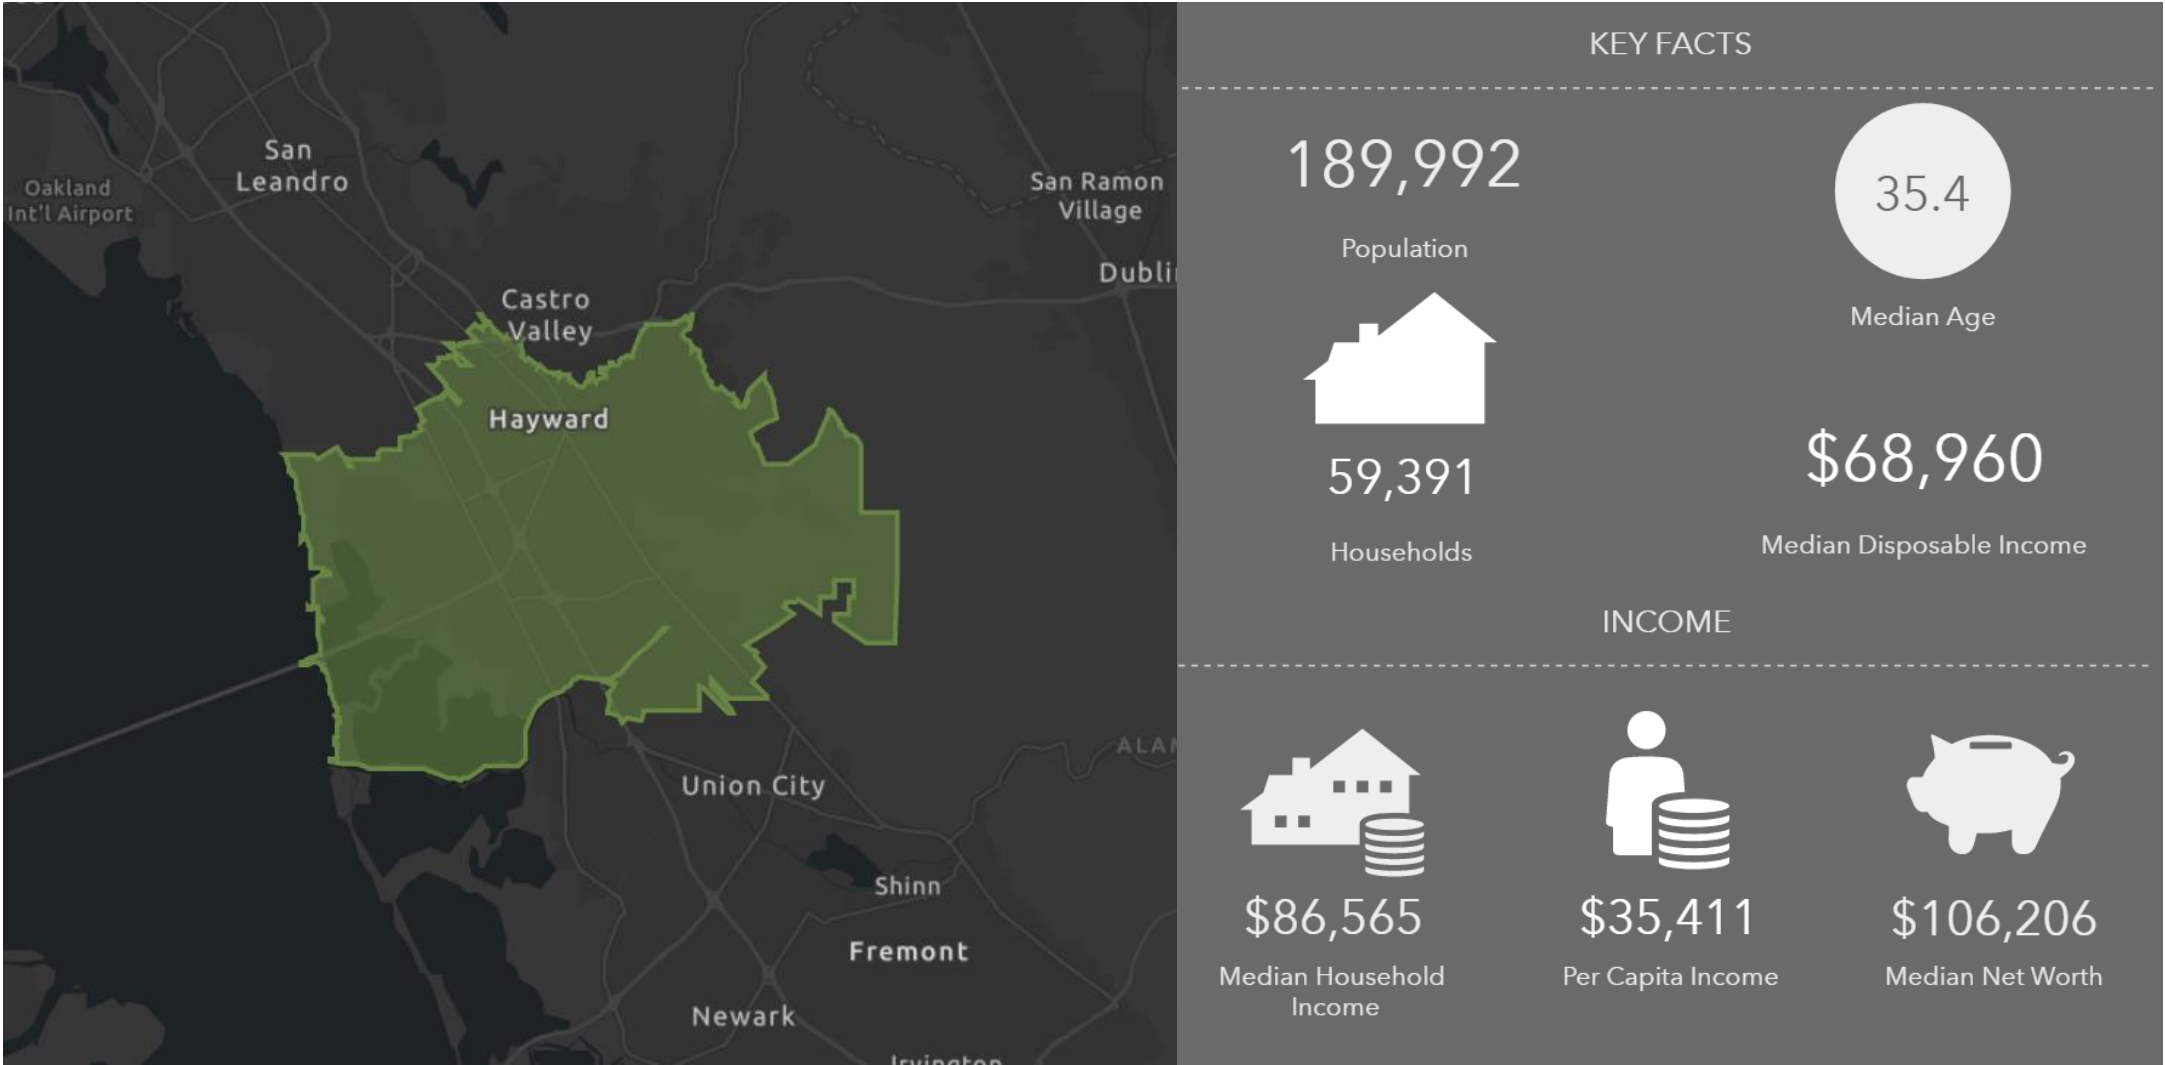 San
Leandro
Oakland
Int'l Airport
San Ramon
Village
Castro
Valley
Hayward
Union City
Shinn
Fremont
Newark
KEY FACTS
189,992
Population
35.4
Median Age
59,391
Households
$68,960
Median Disposable Income
INCOME
$86,565
Median Household
Income
$35,411
Per Capita Income
$106,206
Median Net Worth